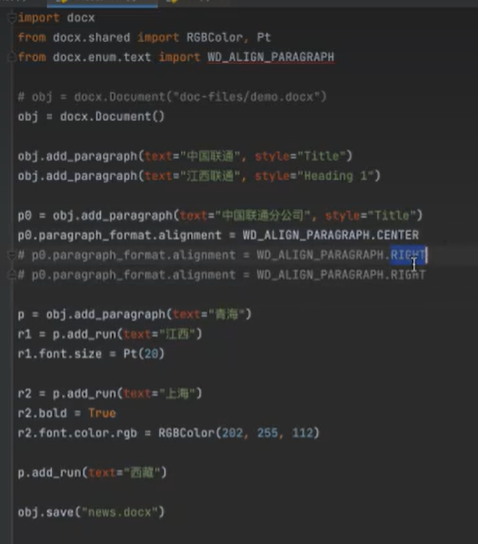 import docx
from docx.shared import RGBColor, Pt
from docx.enum.text import WD_ALIGN_PARAGRAPH
# obj = docx.Document("doc-files/demo.docx")
obj = docx.Document()
obj.add_paragraph(text="中国联通", style="Title")
obj.add_paragraph(text="江西联通", style="Heading 1")
p0 = obj.add_paragraph(text="中国联通分公司", style="Title")
p0.paragraph_format.alignment = WD_ALIGN_PARAGRAPH.CENTER
# p0.paragraph_format.alignment = WD_ALIGN_PARAGRAPH.RIGHT
# p0.paragraph_format.alignment = WD_ALIGN_PARAGRAPH.RIGHT
p = obj.add_paragraph(text="青海")
r1 = p.add_run(text="江西")
r1.font.size = Pt(20)
r2 = p.add_run(text="上海")
r2.bold = True
r2.font.color.rgb = RGBColor(202, 255, 112)
p.add_run(text="西藏")
obj.save("news.docx")